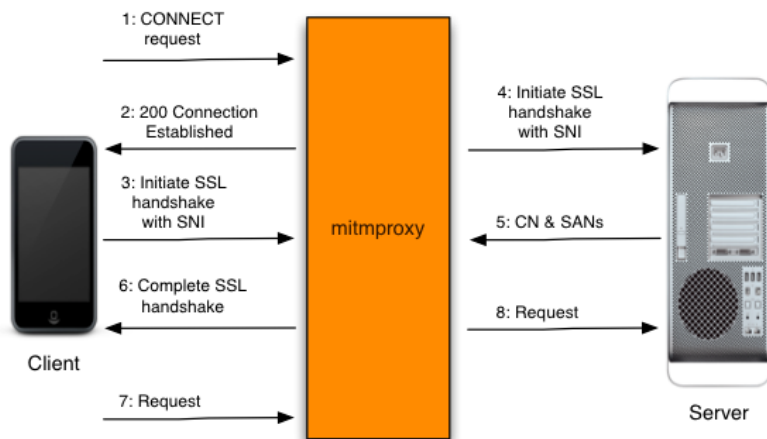 1: CONNECT
request
2: 200 Connection
Established
3: Initiate SSL
handshake
with SNI
4: Initiate SSL
handshake
with SNI
mitmproxy
5: CN & SANs
6: Complete SSL
handshake
7: Request
8: Request
Client
Server